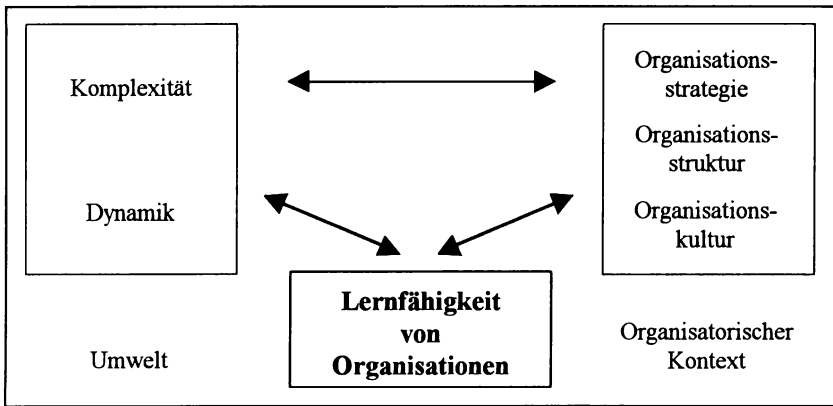 Komplexität
Dynamik
Umwelt
Organisations-
strategie
Organisations-
struktur
Organisations-
kultur
Organisatorischer
Kontext
Lernfähigkeit
von
Organisationen